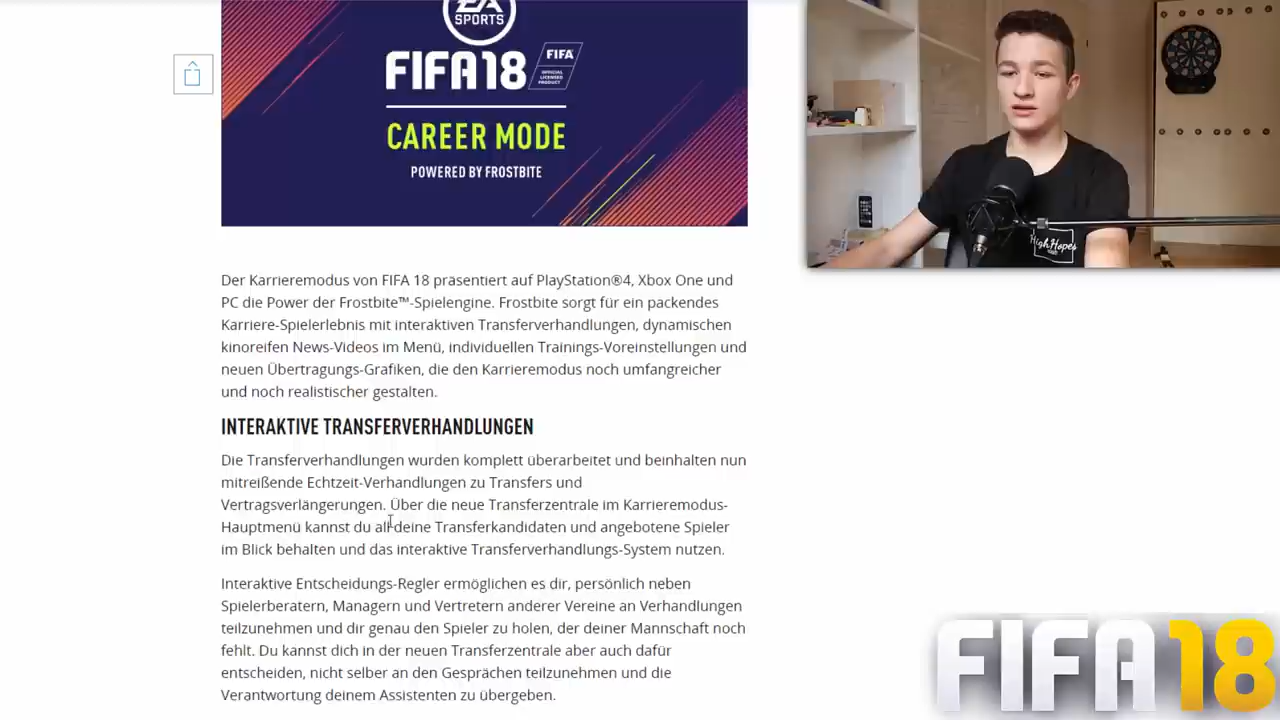 EA
SPORTS
FIFA18
FIFA
OFFICIAL
LICENSED
PRODUCT
CAREER MODE
POWERED BY FROSTBITE
High Hopes
Der Karrieremodus von FIFA 18 präsentiert auf PlayStation®4, Xbox One und
PC die Power der Frostbite™-Spielengine. Frostbite sorgt für ein packendes
Karriere-Spielerlebnis mit interaktiven Transferverhandlungen, dynamischen
kinoreifen News-Videos im Menü, individuellen Trainings-Voreinstellungen und
neuen Übertragungs-Grafiken, die den Karrieremodus noch umfangreicher
und noch realistischer gestalten.
INTERAKTIVE TRANSFERVERHANDLUNGEN
Die Transferverhandlungen wurden komplett überarbeitet und beinhalten nun
mitreißende Echtzeit-Verhandlungen zu Transfers und
Vertragsverlängerungen. Über die neue Transferzentrale im Karrieremodus-
Hauptmenü kannst du all deine Transferkandidaten und angebotene Spieler
im Blick behalten und das interaktive Transferverhandlungs-System nutzen.
Interaktive Entscheidungs-Regler ermöglichen es dir, persönlich neben
Spielerberatern, Managern und Vertretern anderer Vereine an Verhandlungen
teilzunehmen und dir genau den Spieler zu holen, der deiner Mannschaft noch
fehlt. Du kannst dich in der neuen Transferzentrale aber auch dafür
entscheiden, nicht selber an den Gesprächen teilzunehmen und die
Verantwortung deinem Assistenten zu übergeben.
FIFA18